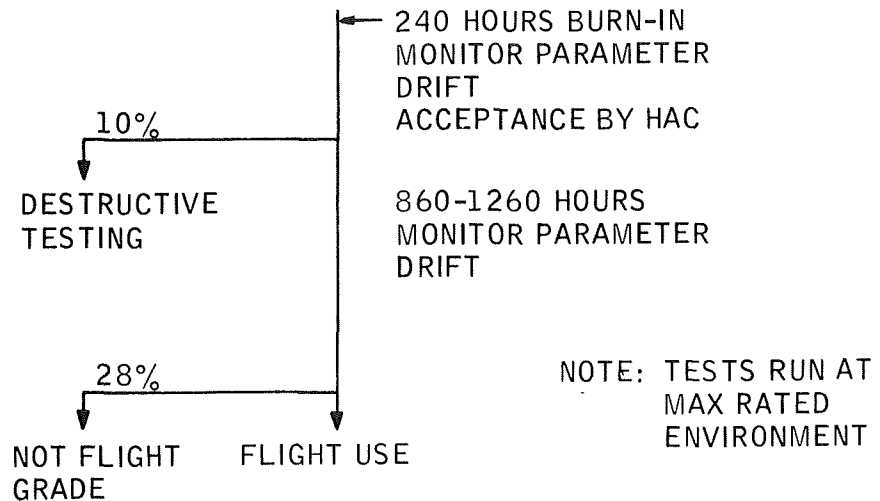 240 HOURS BURN-IN
MONITOR PARAMETER
DRIFT
ACCEPTANCE BY HAC
10%
DESTRUCTIVE
TESTING
860-1260 HOURS
MONITOR PARAMETER
DRIFT
28%
NOT FLIGHT
GRADE
FLIGHT USE
NOTE: TESTS RUN AT
MAX RATED
ENVIRONMENT